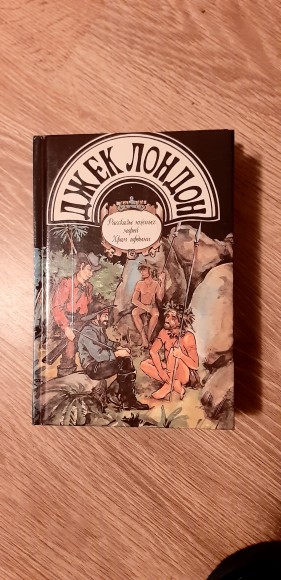 ДЖЕК ЛОНДОН
Рассказы южных
морей
Храм гордыни